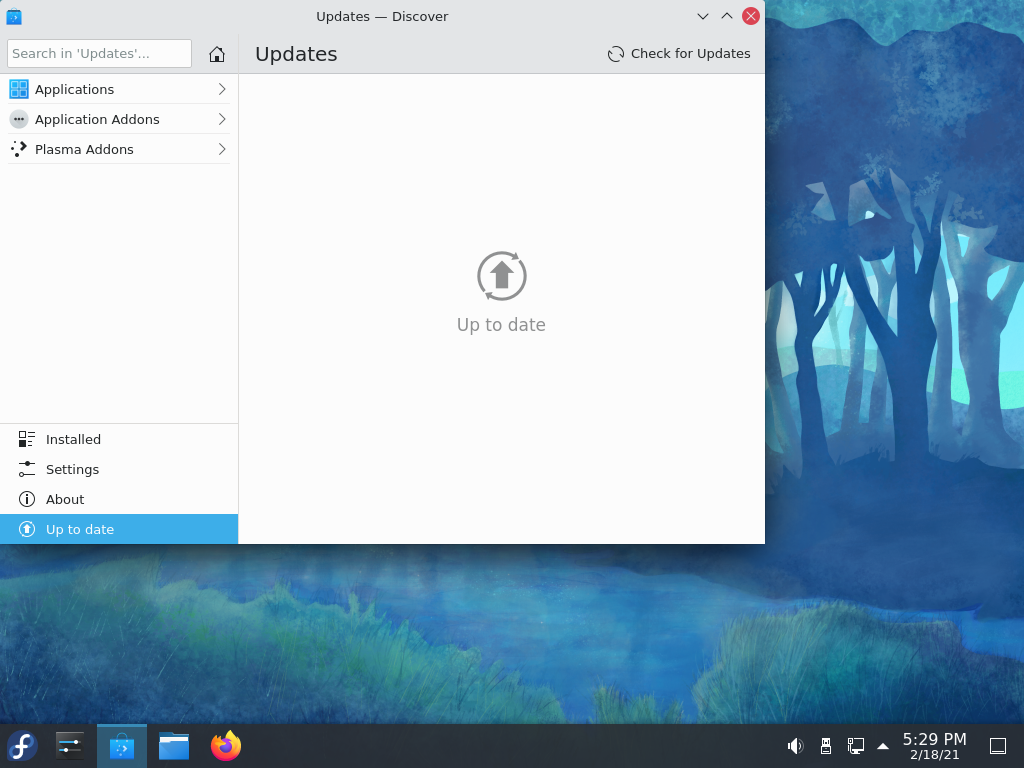 Updates — Discover
Search in 'Updates'...
Updates
Check for Updates
Applications
Application Addons
Plasma Addons
Up to date
Installed
Settings
About
Up to date
5:29 PM
2/18/21